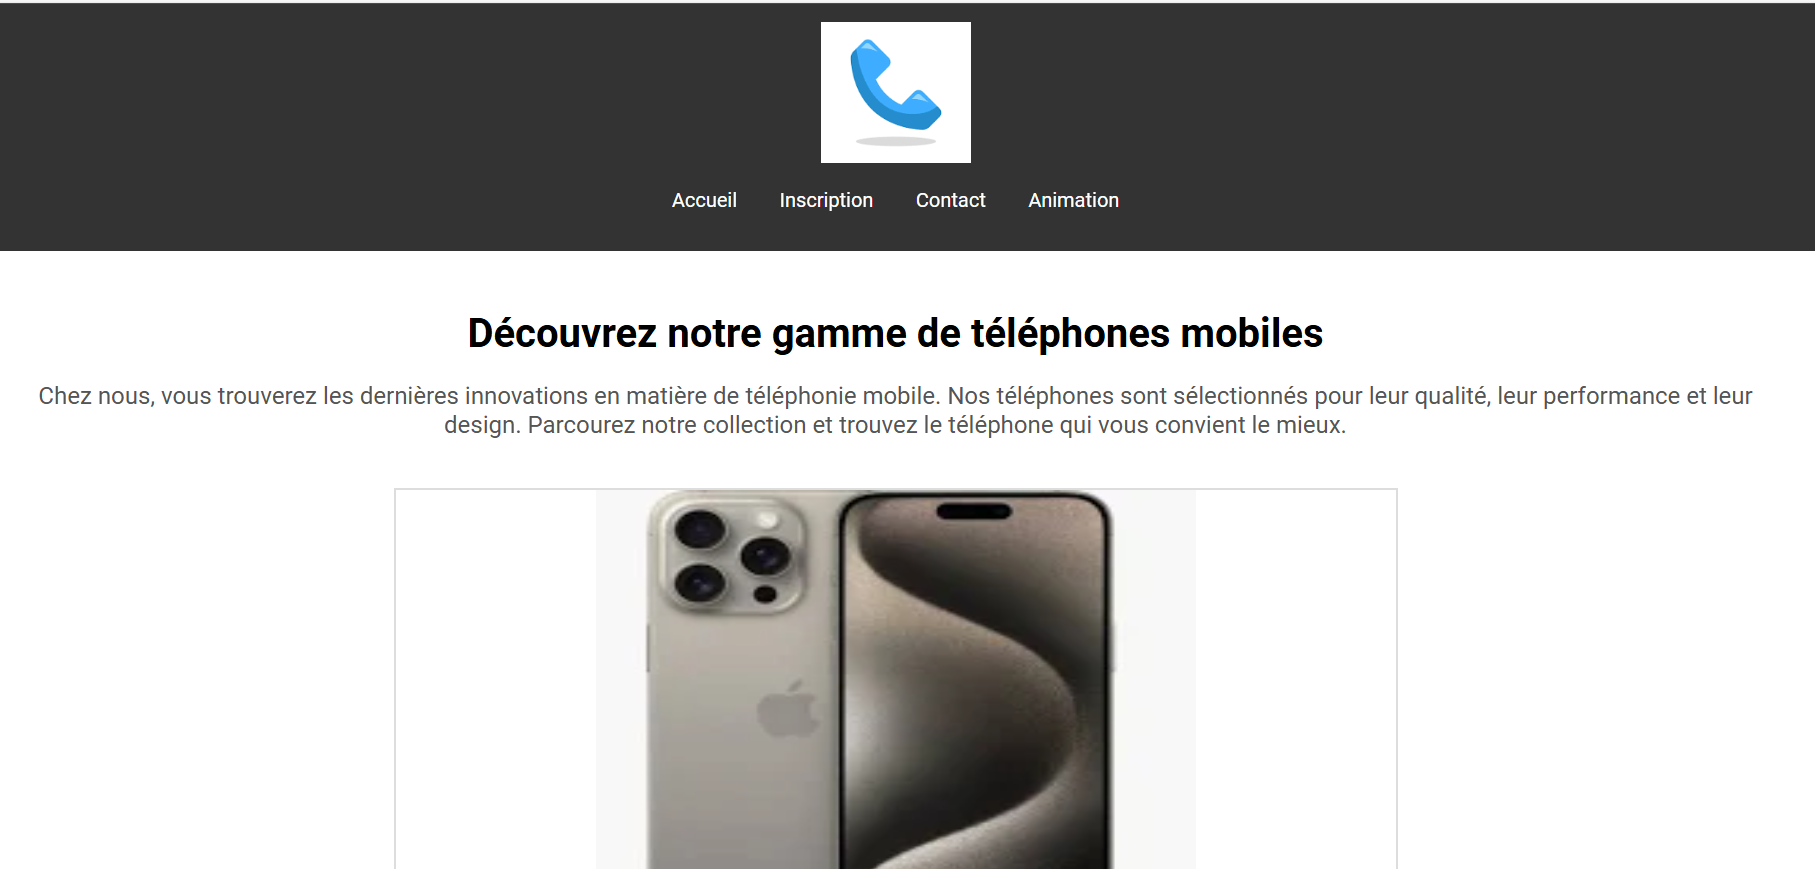 Accueil Inscription Contact Animation
Découvrez notre gamme de téléphones mobiles
Chez nous, vous trouverez les dernières innovations en matière de téléphonie mobile. Nos téléphones sont sélectionnés pour leur qualité, leur performance et leur
design. Parcourez notre collection et trouvez le téléphone qui vous convient le mieux.